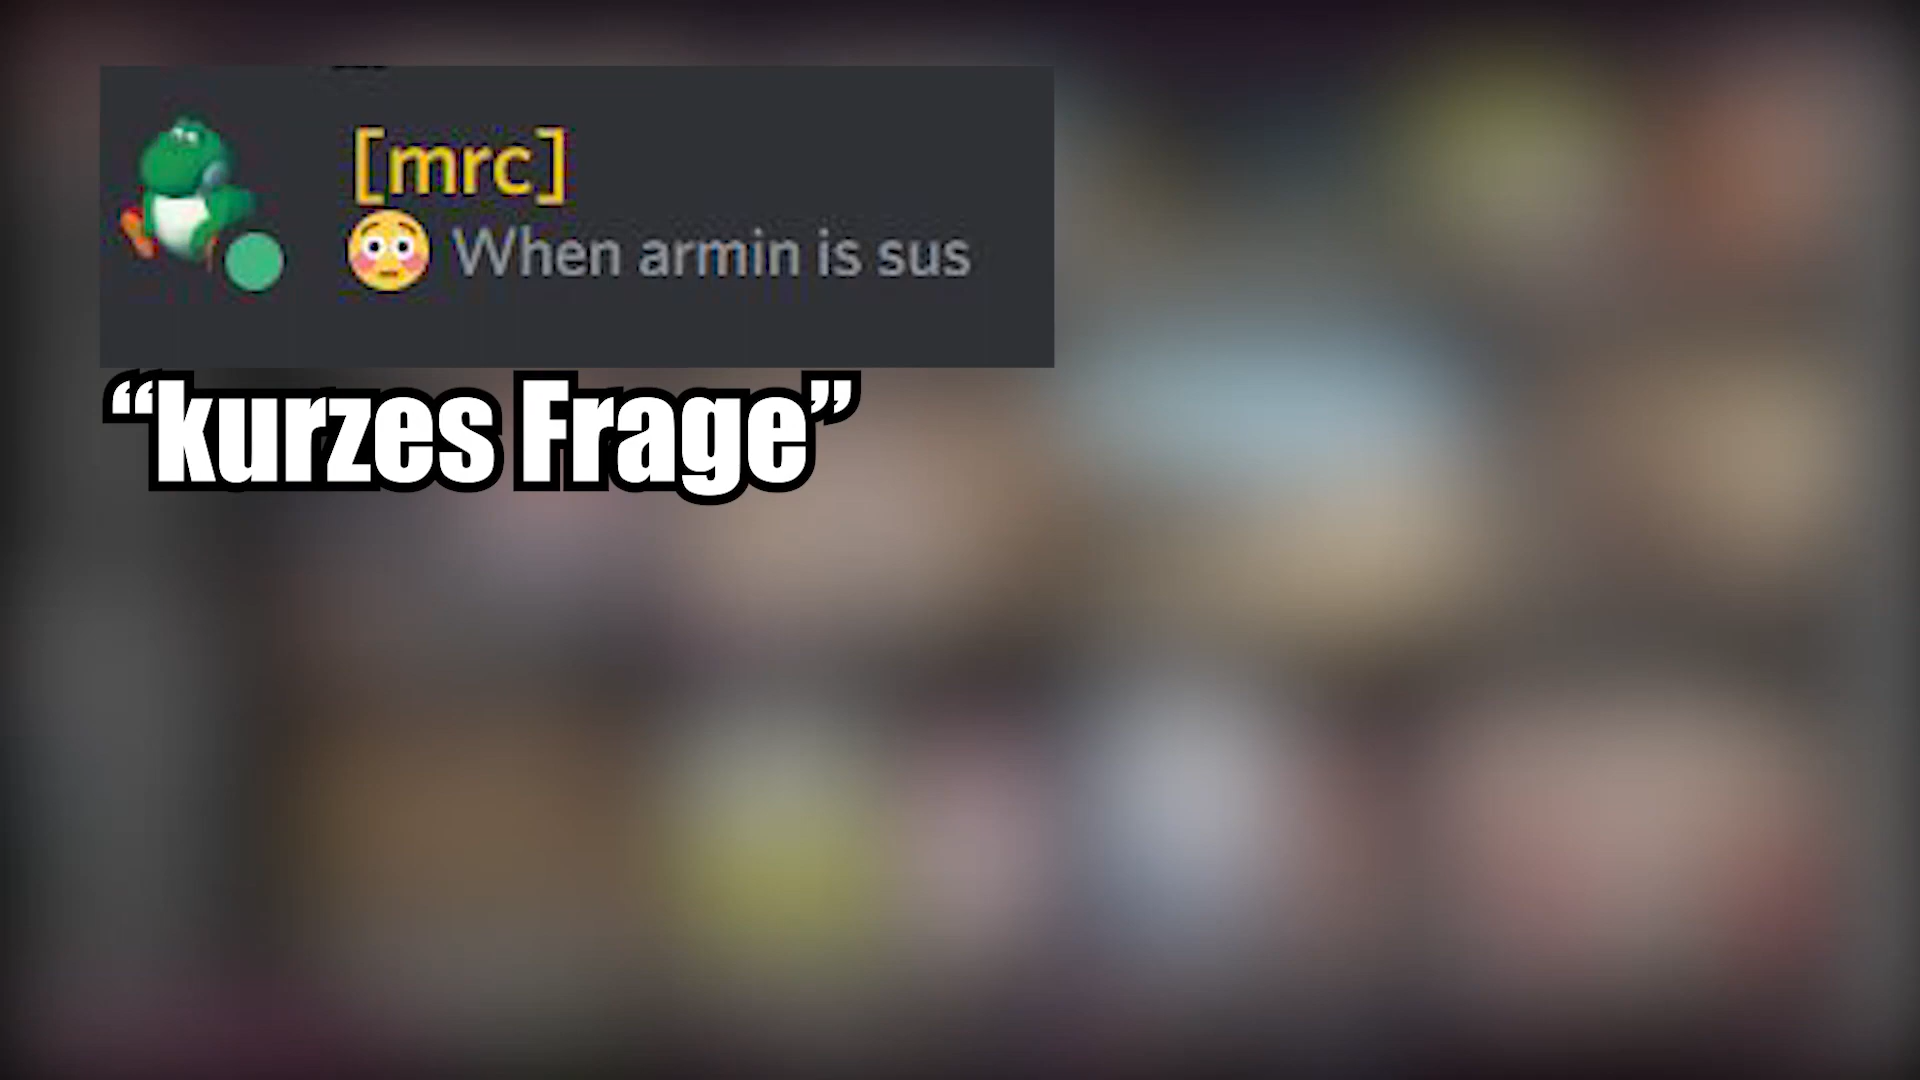 [mrc]
😳 When armin is sus
“kurzes Frage”